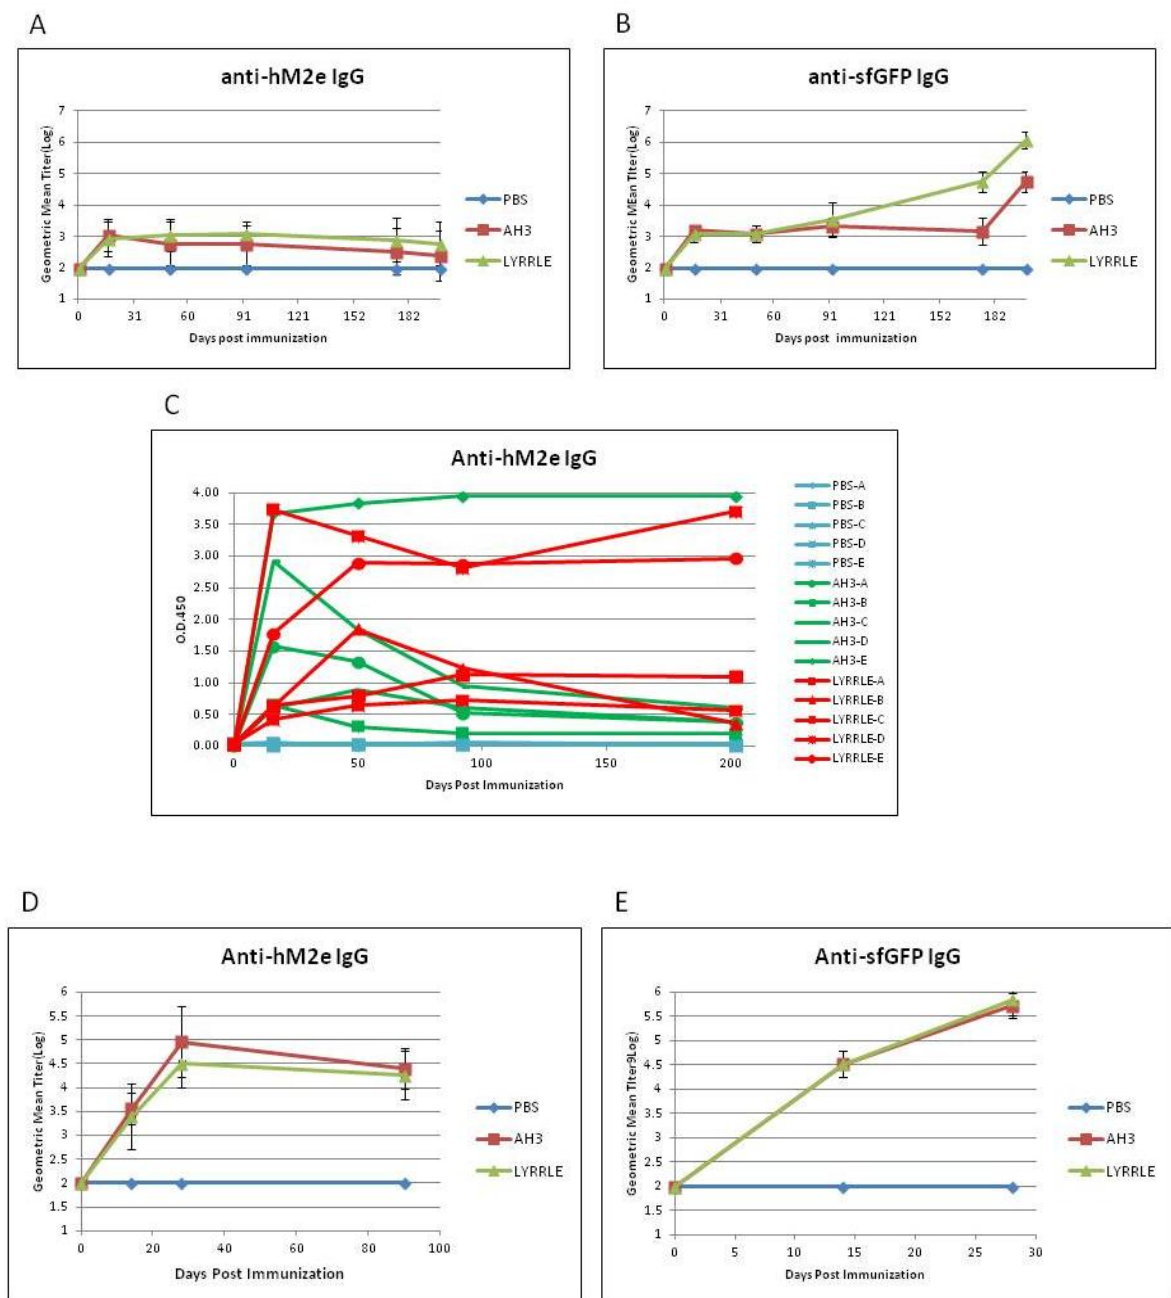 A
B
anti-hM2e IgG
Geometric Mean Titer(Log)
7
6
5
4
3
2
1
0 31 60 91 121 152 182
Days post immunization
PBS
AH3
LYRRLE
anti-sfGFP IgG
Geometric MEan Titer(Log)
7
6
5
4
3
2
1
0 31 60 91 121 152 182
Days post immunization
PBS
AH3
LYRRLE
C
Anti-hM2e IgG
O.D.450
4.00
3.50
3.00
2.50
2.00
1.50
1.00
0.50
0.00
0 50 100 150 200
Days Post Immunization
PBS-A
PBS-B
PBS-C
PBS-D
PBS-E
AH3-A
AH3-B
AH3-C
AH3-D
AH3-E
LYRRLE-A
LYRRLE-B
LYRRLE-C
LYRRLE-D
LYRRLE-E
D
E
Anti-hM2e IgG
Geometric Mean Titer(Log)
6
5.5
5
4.5
4
3.5
3
2.5
2
1.5
1
0 20 40 60 80 100
Days Post Immunization
PBS
AH3
LYRRLE
Anti-sfGFP IgG
Geometric Mean Titer9Log)
6
5.5
5
4.5
4
3.5
3
2.5
2
1.5
1
0 5 10 15 20 25 30
Days Post Immunization
PBS
AH3
LYRRLE